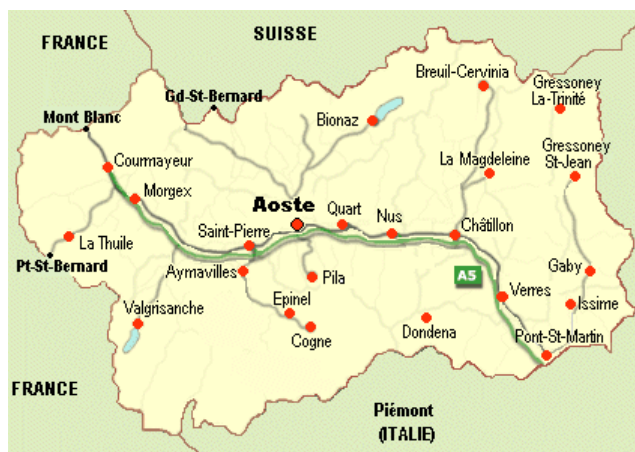 FRANCE
SUISSE
Gd-St-Bernard
Breuil-Cervinia
Gressoney
La-Trinité
Mont Blanc
Bionaz
Gressoney
St-Jean
Courmayeur
La Magdeleine
Morgex
Aoste
Quart
Nus
Châtillon
Saint-Pierre
La Thuile
Pt-St-Bernard
Aymavilles
Pila
A5
Gaby
Valgrisanche
Epinel
Verres
Issime
Cogne
Dondena
Pont-St-Martin
FRANCE
Piémont
(ITALIE)